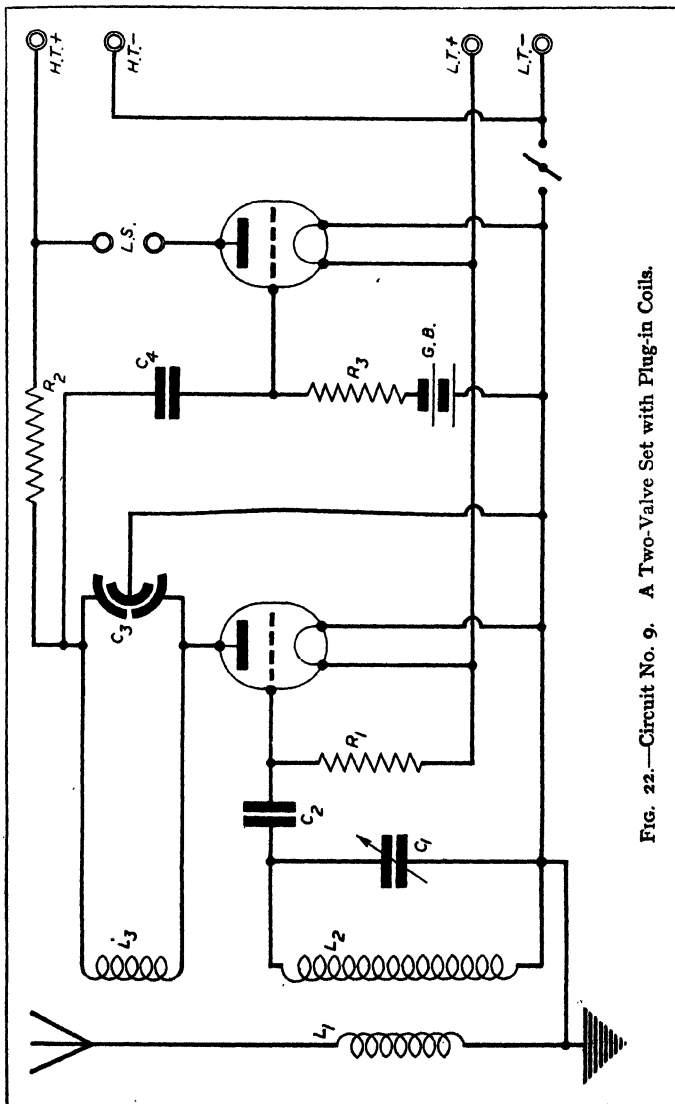 H.T.+
H.T.-
L.T.+
L.T.-
R2
L.S.
C4
R3
G.B.
C3
R1
C2
C1
L3
L2
L1
FIG. 22.—Circuit No. 9. A Two-Valve Set with Plug-in Coils.